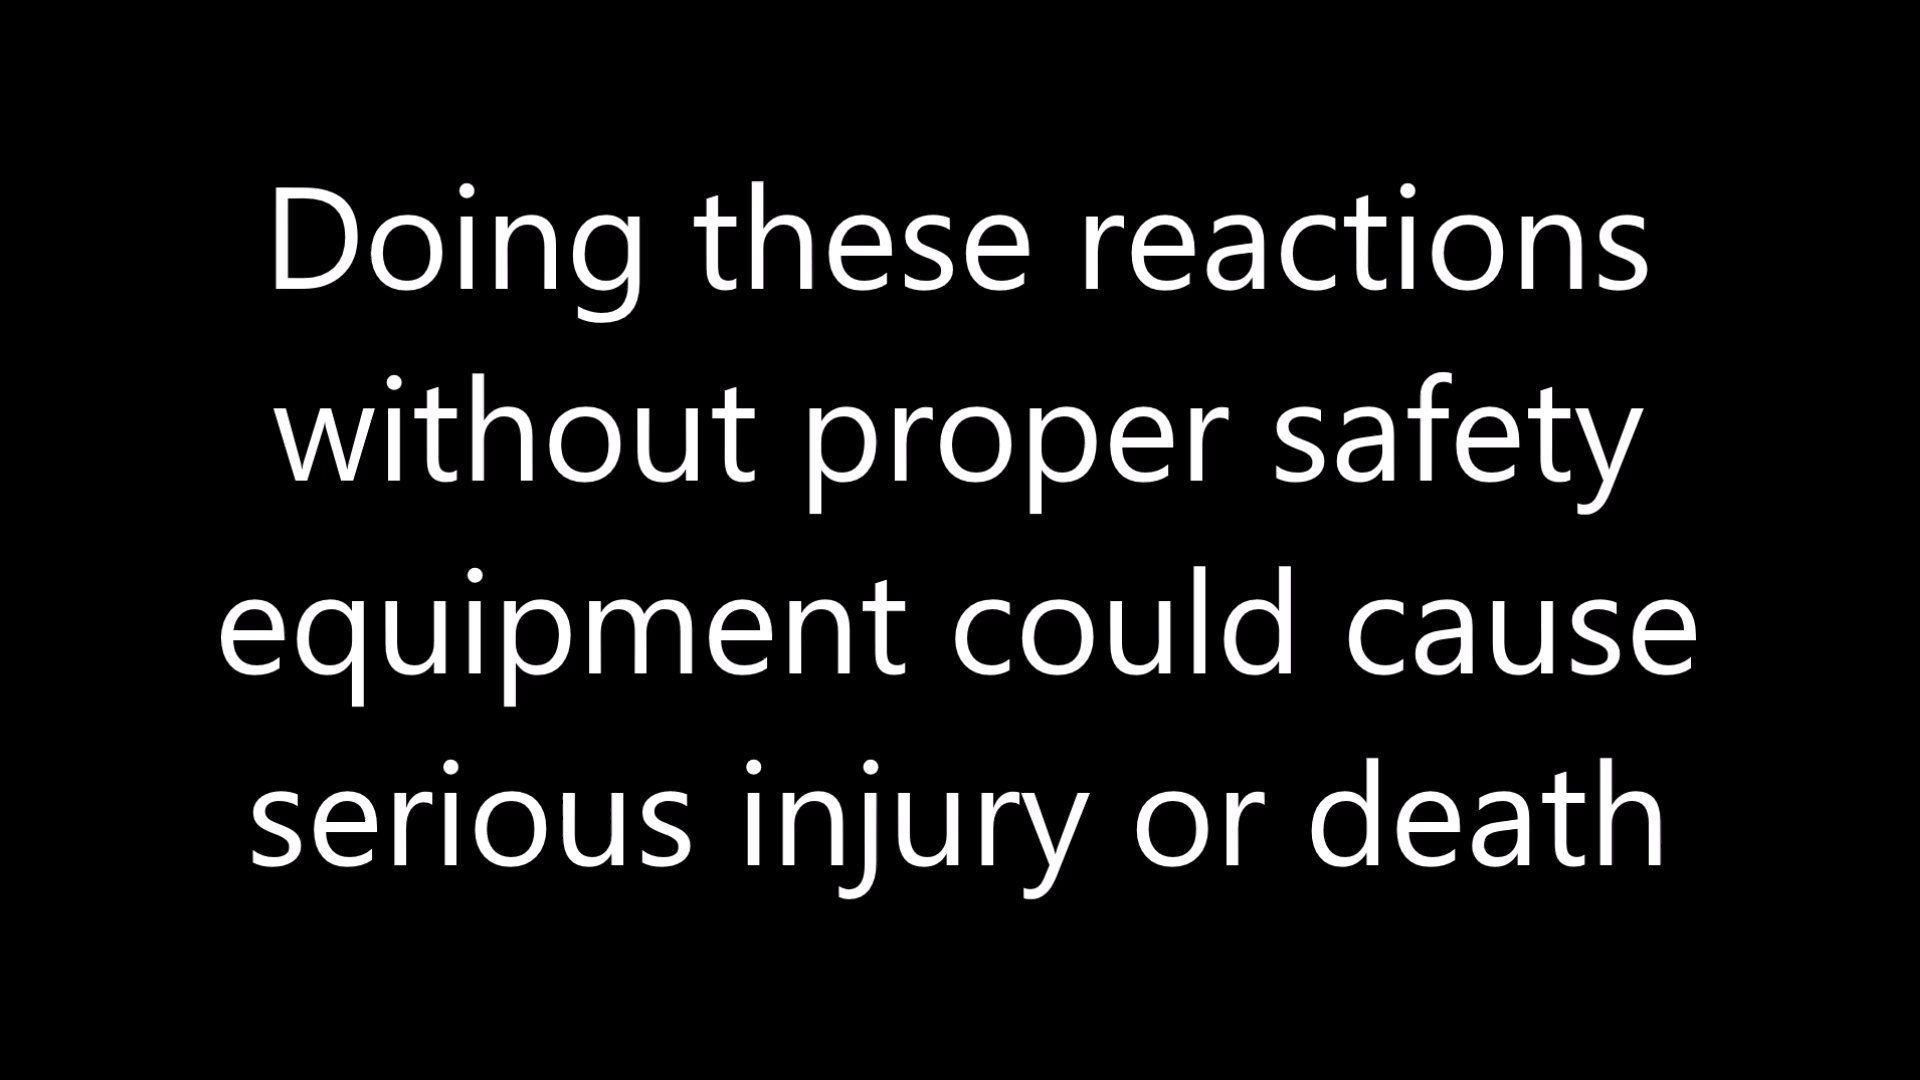 Doing these reactions
without proper safety
equipment could cause
serious injury or death